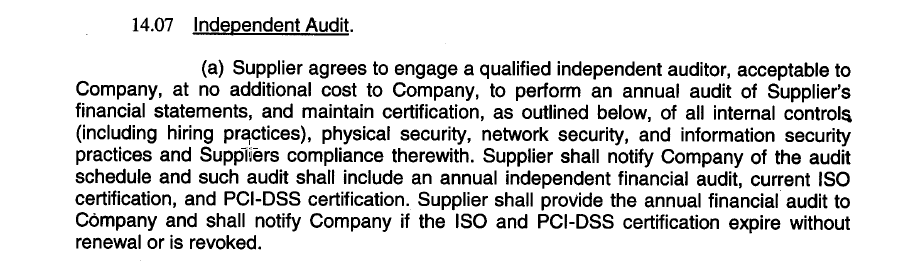 14.07 Independent Audit.
(a) Supplier agrees to engage a qualified independent auditor, acceptable to
Company, at no additional cost to Company, to perform an annual audit of Supplier's
financial statements, and maintain certification, as outlined below, of all internal controls
(including hiring practices), physical security, network security, and information security
practices and Suppliers compliance therewith. Supplier shall notify Company of the audit
schedule and such audit shall include an annual independent financial audit, current ISO
certification, and PCI-DSS certification. Supplier shall provide the annual financial audit to
Company and shall notify Company if the ISO and PCI-DSS certification expire without
renewal or is revoked.